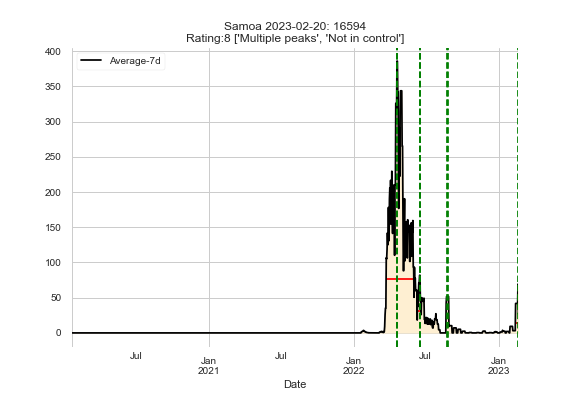 Samoa 2023-02-20: 16594
Rating:8 ['Multiple peaks', 'Not in control']
Average-7d
400
350
300
250
200
150
100
50
0
Jul
Jan
2021
Jul
Jan
2022
Jul
Jan
2023
Date